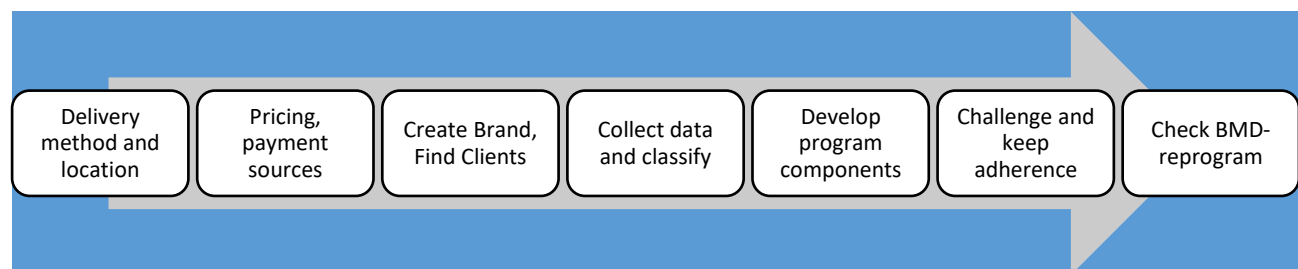 Delivery
method and
location
Pricing,
payment
sources
Create Brand,
Find Clients
Collect data
and classify
Develop
program
components
Challenge and
keep
adherence
Check BMD-
reprogram